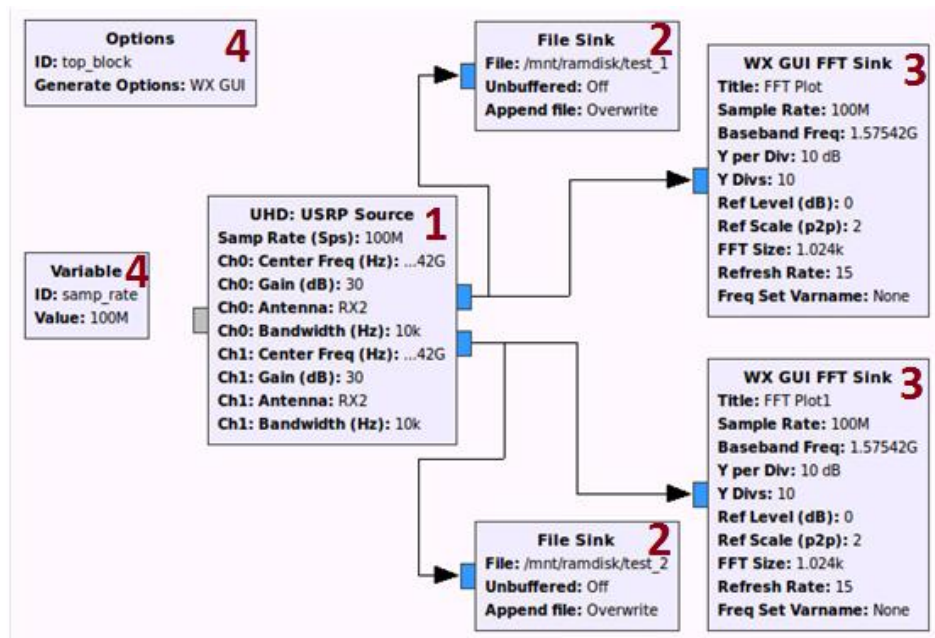 Options
4
ID: top_block
Generate Options: WX GUI
Variable
4
ID: samp_rate
Value: 100M
UHD: USRP Source
1
Samp Rate (Sps): 100M
Ch0: Center Freq (Hz): ...42G
Ch0: Gain (dB): 30
Ch0: Antenna: RX2
Ch0: Bandwidth (Hz): 10k
Ch1: Center Freq (Hz): ...42G
Ch1: Gain (dB): 30
Ch1: Antenna: RX2
Ch1: Bandwidth (Hz): 10k
File Sink
2
File: /mnt/ramdisk/test_1
Unbuffered: Off
Append file: Overwrite
WX GUI FFT Sink
3
Title: FFT Plot
Sample Rate: 100M
Baseband Freq: 1.57542G
Y per Div: 10 dB
Y Divs: 10
Ref Level (dB): 0
Ref Scale (p2p): 2
FFT Size: 1.024k
Refresh Rate: 15
Freq Set Varname: None
WX GUI FFT Sink
3
Title: FFT Plot1
Sample Rate: 100M
Baseband Freq: 1.57542G
Y per Div: 10 dB
Y Divs: 10
Ref Level (dB): 0
Ref Scale (p2p): 2
FFT Size: 1.024k
Refresh Rate: 15
Freq Set Varname: None
File Sink
2
File: /mnt/ramdisk/test_2
Unbuffered: Off
Append file: Overwrite